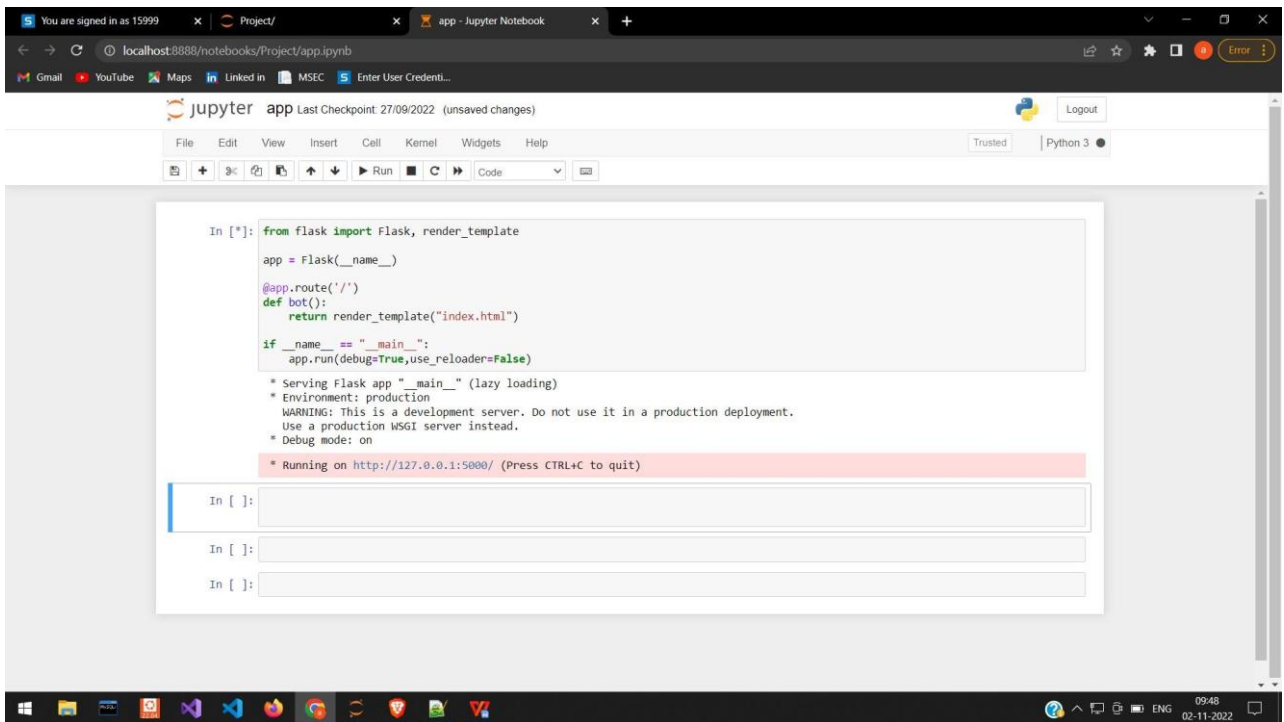 You are signed in as 15999
Project/
app - Jupyter Notebook
localhost:8888/notebooks/Project/app.ipynb
a
Error
Gmail YouTube Maps Linked in MSEC Enter User Credenti...
jupyter app Last Checkpoint: 27/09/2022 (unsaved changes)
Logout
File Edit View Insert Cell Kernel Widgets Help
Trusted Python 3
Run Code
In [*]: from flask import Flask, render_template
app = Flask(__name__)
@app.route('/')
def bot():
    return render_template("index.html")
if __name__ == "__main__":
    app.run(debug=True,use_reloader=False)
* Serving Flask app "__main__" (lazy loading)
* Environment: production
WARNING: This is a development server. Do not use it in a production deployment.
Use a production WSGI server instead.
* Debug mode: on
* Running on http://127.0.0.1:5000/ (Press CTRL+C to quit)
In [ ]:
In [ ]:
In [ ]:
ENG
09:48
02-11-2022